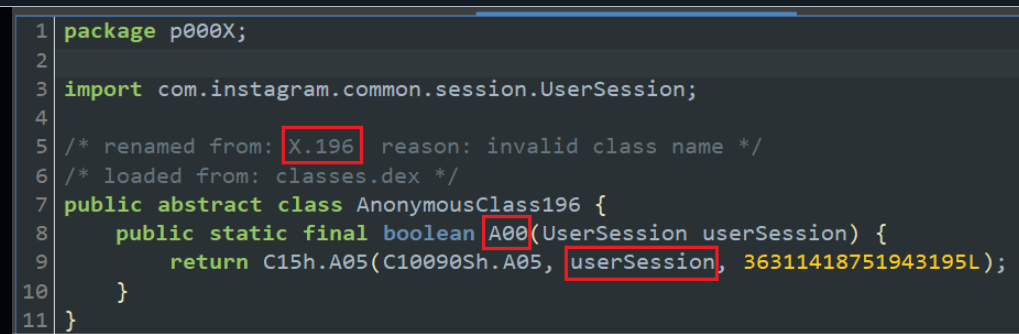 1 package p000X;
2
3 import com.instagram.common.session.UserSession;
4
5 /* renamed from: X.196  reason: invalid class name */
6 /* loaded from: classes.dex */
7 public abstract class AnonymousClass196 {
8     public static final boolean A00(UserSession userSession) {
9         return C15h.A05(C10090Sh.A05, userSession, 36311418751943195L);
10     }
11 }